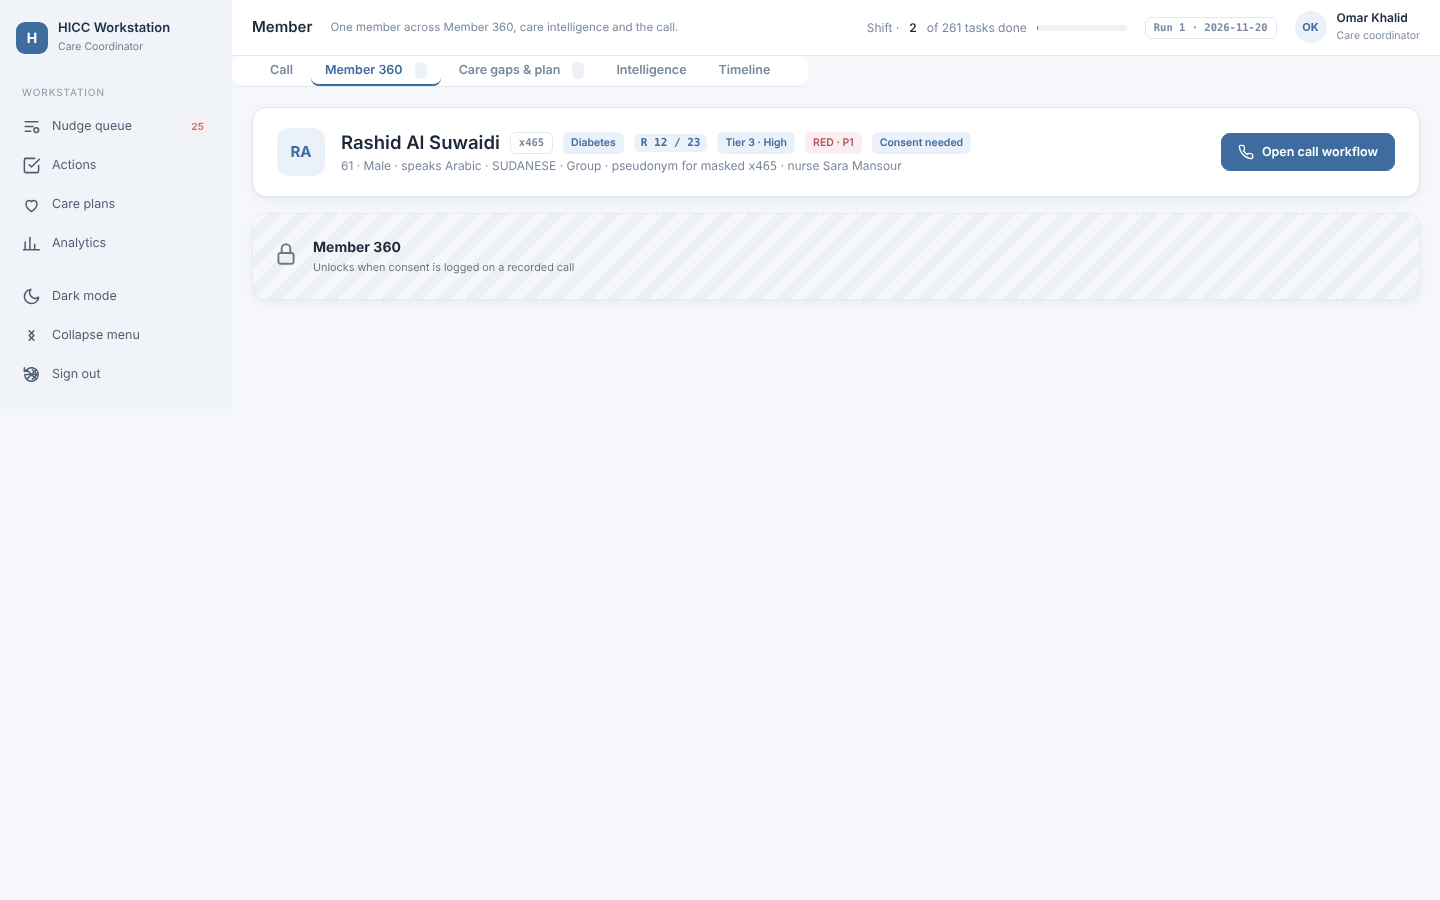 H
HICC Workstation
Care Coordinator
WORKSTATION
Nudge queue 25
Actions
Care plans
Analytics
Dark mode
Collapse menu
Sign out
Member One member across Member 360, care intelligence and the call.
Shift · 2 of 261 tasks done
Run 1 · 2026-11-20
OK
Omar Khalid
Care coordinator
Call Member 360 Care gaps & plan Intelligence Timeline
RA
Rashid Al Suwaidi x465 Diabetes R 12 / 23 Tier 3 · High RED · P1 Consent needed
61 · Male · speaks Arabic · SUDANESE · Group · pseudonym for masked x465 · nurse Sara Mansour
Open call workflow
Member 360
Unlocks when consent is logged on a recorded call